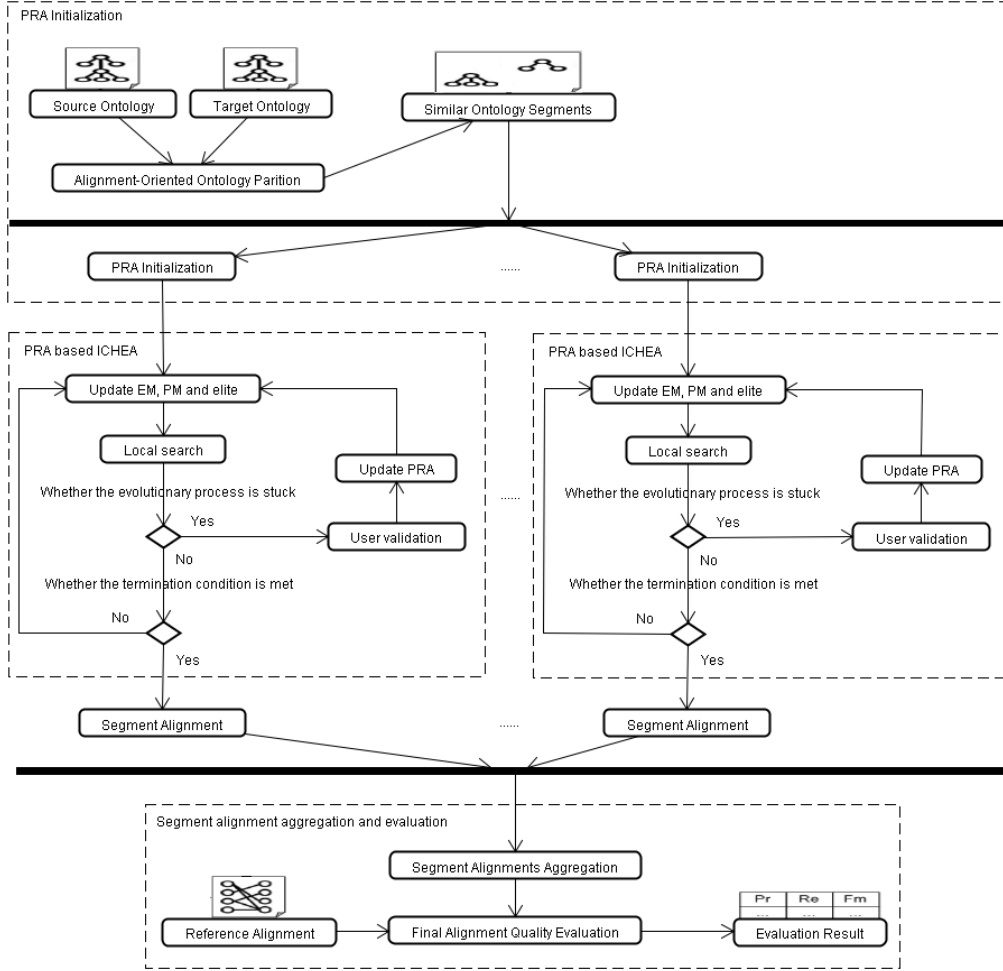 PRA Initialization
Source Ontology
Target Ontology
Similar Ontology Segments
Alignment-Oriented Ontology Parition
PRA Initialization
......
PRA Initialization
PRA based ICHEA
Update EM, PM and elite
Local search
Update PRA
Whether the evolutionary process is stuck
Yes
User validation
No
Whether the termination condition is met
No
Yes
Segment Alignment
......
PRA based ICHEA
Update EM, PM and elite
Local search
Update PRA
Whether the evolutionary process is stuck
Yes
User validation
No
Whether the termination condition is met
No
Yes
......
Segment Alignment
Segment alignment aggregation and evaluation
Segment Alignments Aggregation
Pr Re Fm
... ... ...
Reference Alignment
Final Alignment Quality Evaluation
Evaluation Result